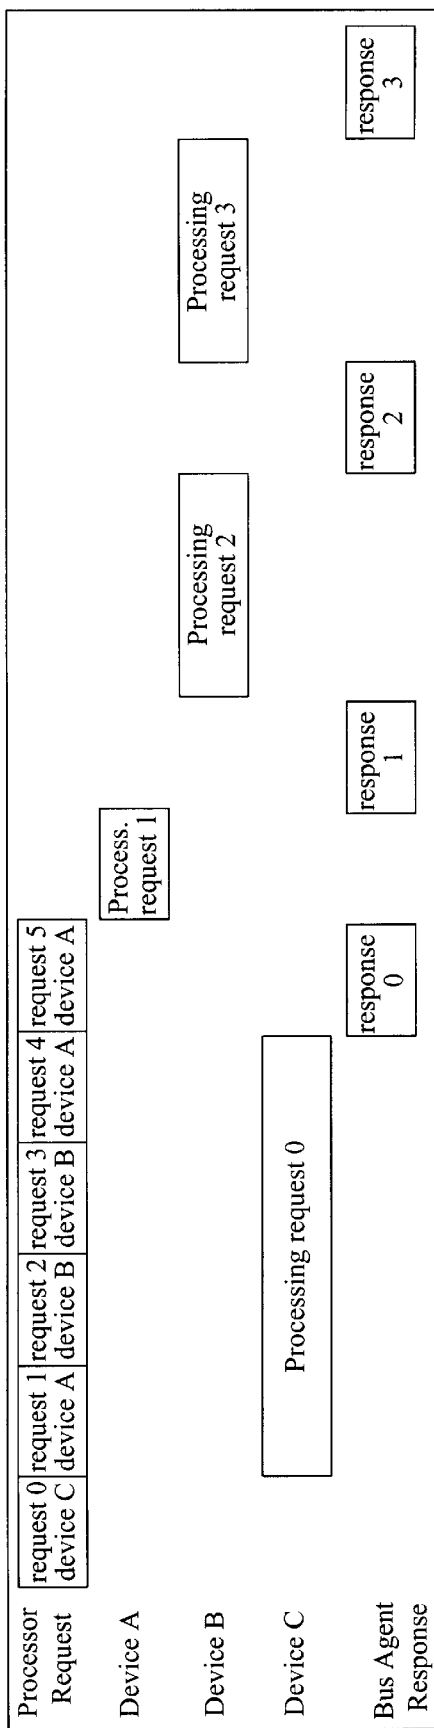 Processor
Request
request 0
device C
request 1
device A
request 2
device B
request 3
device B
request 4
device A
request 5
device A
Device A
Process.
request 1
Device B
Processing
request 2
Processing
request 3
Device C
Processing request 0
Bus Agent
Response
response
0
response
1
response
2
response
3